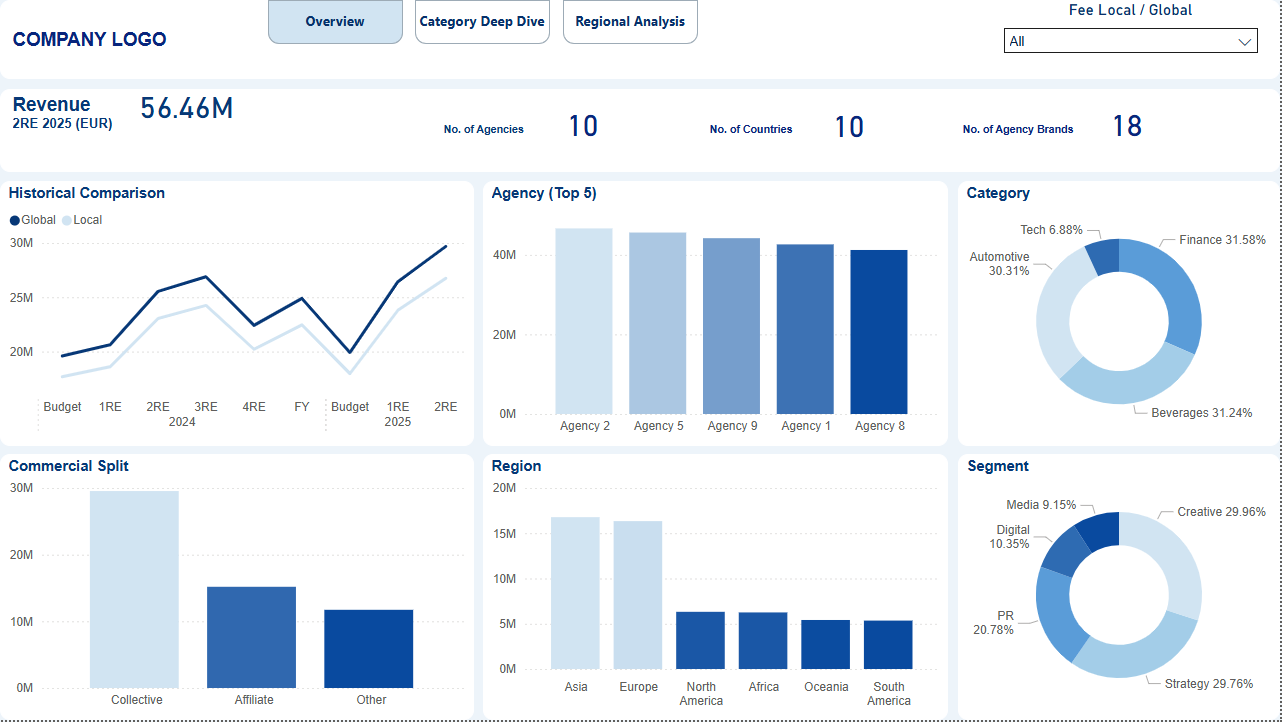 COMPANY LOGO
Overview
Category Deep Dive
Regional Analysis
Fee Local / Global
All
Revenue
2RE 2025 (EUR)
56.46M
No. of Agencies
10
No. of Countries
10
No. of Agency Brands
18
Historical Comparison
Global
Local
30M
25M
20M
Budget
1RE
2RE
3RE
4RE
FY
Budget
1RE
2RE
2024
2025
Agency (Top 5)
40M
20M
0M
Agency 2
Agency 5
Agency 9
Agency 1
Agency 8
Category
Tech 6.88%
Finance 31.58%
Automotive
30.31%
Beverages 31.24%
Commercial Split
30M
20M
10M
0M
Collective
Affiliate
Other
Region
20M
15M
10M
5M
0M
Asia
Europe
North
America
Africa
Oceania
South
America
Segment
Media 9.15%
Creative 29.96%
Digital
10.35%
PR
20.78%
Strategy 29.76%